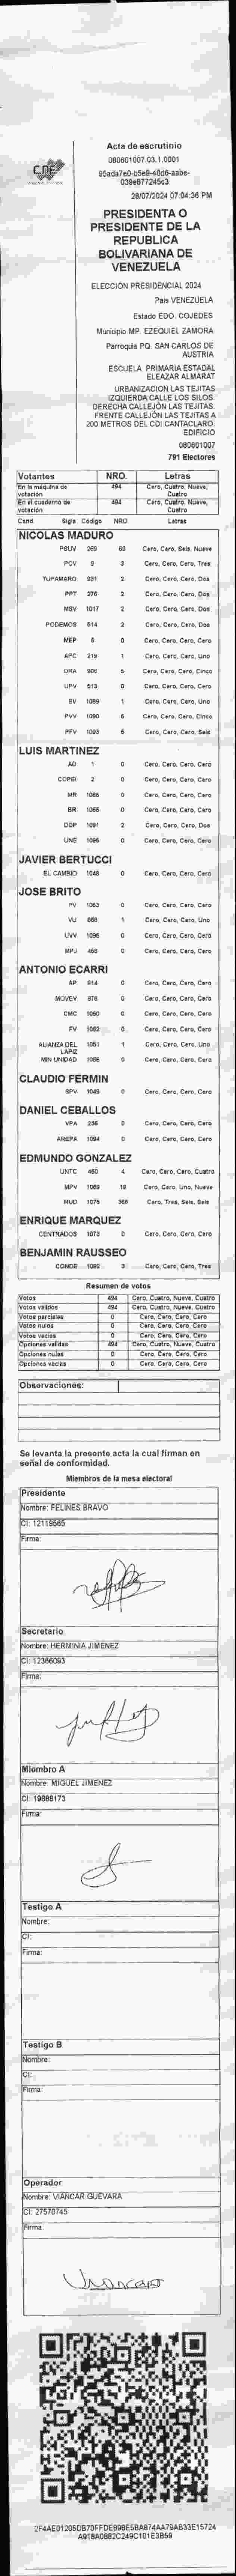 CDE
Acta de escrutinio
080601007.03.1.0001
28/07/2024 07:04:36 PM
PRESIDENTA O
PRESIDENTE DE LA
REPUBLICA
BOLIVARIANA DE
VENEZUELA
ELECCIÓN PRESIDENCIAL 2024
Pais VENEZUELA
Estado EDO. COJEDES
Municipio MP. EZEQUIEL ZAMORA
Parroquia PQ. SAN CARLOS DE
AUSTRIA
ESCUELA PRIMARIA ESTADAL
ELEAZAR ALMARAT
URBANIZACION LAS TEJITAS
IZQUIERDA CALLE LOS SILOS.
DERECHA CALLEJÓN LAS TEJITAS.
FRENTE CALLEJÓN LAS TEJITAS A
200 METROS DEL CDI CANTACLARO.
EDIFICIO
080601007
791 Electores
Votantes NRO. Letras
En la máquina de votación 494 Cero, Cuatro, Nueve, Cuatro
En el cuaderno de votación 494 Cero, Cuatro, Nueve, Cuatro
Cand Sigla Codigo NRO Letras
NICOLAS MADURO
PSUV 269 69 Cero, Cero, Seis, Nueve
PCV 9 3 Cero, Cero, Cero, Tres
TUPAMARO 931 2 Cero, Cero, Cero, Dos
PPT 276 2 Cero, Cero, Cero, Dos
MSV 1017 2 Cero, Cero, Cero, Dos
PODEMOS 514 2 Cero, Cero, Cero, Dos
MEP 6 0 Cero, Cero, Cero, Cero
APC 219 1 Cero, Cero, Cero, Uno
ORA 906 5 Cero, Cero, Cero, Cinco
UPV 513 0 Cero, Cero, Cero, Cero
EV 1089 1 Cero, Cero, Cero, Uno
PVV 1090 5 Cero, Cero, Cero, Cinco
PFV 1093 6 Cero, Cero, Cero, Seis
LUIS MARTINEZ
AD 1 0 Cero, Cero, Cero, Cero
COPEI 2 0 Cero, Cero, Cero, Cero
MR 1066 0 Cero, Cero, Cero, Cero
BR 1065 0 Cero, Cero, Cero, Cero
DDP 1091 2 Cero, Cero, Cero, Dos
UNE 1096 0 Cero, Cero, Cero, Cero
JAVIER BERTUCCI
EL CAMBIO 1048 0 Cero, Cero, Cero, Cero
JOSE BRITO
PV 1063 0 Cero, Cero, Cero, Cero
VU 668 1 Cero, Cero, Cero, Uno
UVV 1095 0 Cero, Cero, Cero, Cero
MPJ 468 0 Cero, Cero, Cero, Cero
ANTONIO ECARRI
AP 914 0 Cero, Cero, Cero, Cero
MOVEV 878 0 Cero, Cero, Cero, Cero
CMC 1050 0 Cero, Cero, Cero, Cero
FV 0 Cero, Cero, Cero, Cero
ALIANZA DEL LAPIZ 1051 1 Cero, Cero, Cero, Uno
MIN UNIDAD 1068 0 Cero, Cero, Cero, Cero
CLAUDIO FERMIN
SPV 1049 0 Cero, Cero, Cero, Cero
DANIEL CEBALLOS
VPA 236 0 Cero, Cero, Cero, Cero
AREPA 1094 0 Cero, Cero, Cero, Cero
EDMUNDO GONZALEZ
UNTC 460 4 Cero, Cero, Cero, Cuatro
MPV 1069 19 Cero, Cero, Uno, Nueve
MUD 1075 366 Cero, Tres, Seis, Seis
ENRIQUE MARQUEZ
CENTRADOS 1073 0 Cero, Cero, Cero, Cero
BENJAMIN RAUSSEO
CONDE 1092 3 Cero, Cero, Cero, Tres
Resumen de votos
Votos 494 Cero, Cuatro, Nueve, Cuatro
Votos validos 494 Cero, Cuatro, Nueve, Cuatro
Votos parciales 0 Cero, Cero, Cero, Cero
Votos nulos 0 Cero, Cero, Cero, Cero
Votos vacios 0 Cero, Cero, Cero, Cero
Opciones validas 494 Cero, Cuatro, Nueve, Cuatro
Opciones nulas 0 Cero, Cero, Cero, Cero
Opciones vacias 0 Cero, Cero, Cero, Cero
Observaciones:
Se levanta la presente acta la cual firman en
señal de conformidad.
Miembros de la mesa electoral
Presidente
Nombre: FELINES BRAVO
CI: 12119565
Firma:
Secretario
Nombre: HERMINIA JIMENEZ
CI: 12366093
Firma:
Miembro A
Nombre: MIGUEL JIMENEZ
CI: 19888173
Firma:
Testigo A
Nombre:
CI:
Firma:
Testigo B
Nombre:
CI:
Firma:
Operador
Nombre: VIANCAR GUEVARA
CI: 27570745
Firma:
Viancar